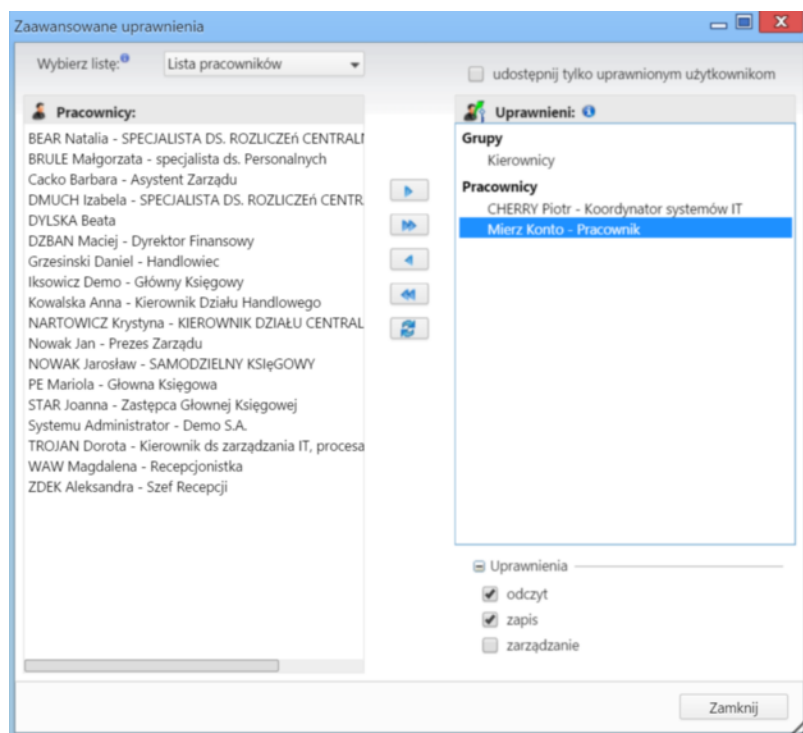 Zaawansowane uprawnienia
Wybierz listę:
Lista pracowników
udostępnij tylko uprawnionym użytkownikom
Pracownicy:
BEAR Natalia - SPECJALISTA DS. ROZLICZEń CENTRAL
BRULE Małgorzata - specjalista ds. Personalnych
Cacko Barbara - Asystent Zarządu
DMUCH Izabela - SPECJALISTA DS. ROZLICZEń CENTR
DYLSKA Beata
DZBAN Maciej - Dyrektor Finansowy
Grzesinski Daniel - Handlowiec
Iksowicz Demo - Główny Księgowy
Kowalska Anna - Kierownik Działu Handlowego
NARTOWICZ Krystyna - KIEROWNIK DZIAŁU CENTRAL
Nowak Jan - Prezes Zarządu
NOWAK Jarosław - SAMODZIELNY KSIęGOWY
PE Mariola - Głowna Księgowa
STAR Joanna - Zastępca Głownej Księgowej
Systemu Administrator - Demo S.A.
TROJAN Dorota - Kierownik ds zarządzania IT, procesa
WAW Magdalena - Recepcjonistka
ZDEK Aleksandra - Szef Recepcji
Uprawnieni:
Grupy
Kierownicy
Pracownicy
CHERRY Piotr - Koordynator systemów IT
Mierz Konto - Pracownik
Uprawnienia
odczyt
zapis
zarządzanie
Zamknij